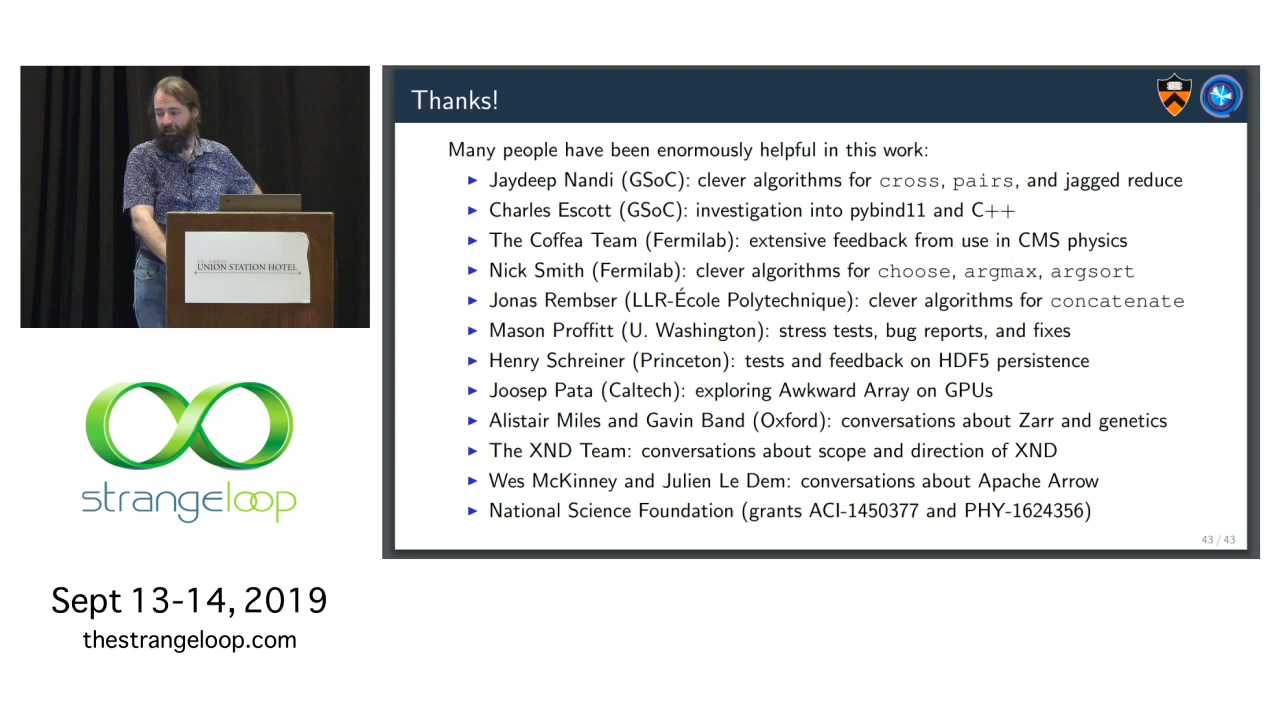 ST. LOUIS
UNION STATION HOTEL
strangeloop
Sept 13-14, 2019
thestrangeloop.com
Thanks!
Many people have been enormously helpful in this work:
▶ Jaydeep Nandi (GSoC): clever algorithms for cross, pairs, and jagged reduce
▶ Charles Escott (GSoC): investigation into pybind11 and C++
▶ The Coffea Team (Fermilab): extensive feedback from use in CMS physics
▶ Nick Smith (Fermilab): clever algorithms for choose, argmax, argsort
▶ Jonas Rembser (LLR-École Polytechnique): clever algorithms for concatenate
▶ Mason Proffitt (U. Washington): stress tests, bug reports, and fixes
▶ Henry Schreiner (Princeton): tests and feedback on HDF5 persistence
▶ Joosep Pata (Caltech): exploring Awkward Array on GPUs
▶ Alistair Miles and Gavin Band (Oxford): conversations about Zarr and genetics
▶ The XND Team: conversations about scope and direction of XND
▶ Wes McKinney and Julien Le Dem: conversations about Apache Arrow
▶ National Science Foundation (grants ACI-1450377 and PHY-1624356)
43 / 43